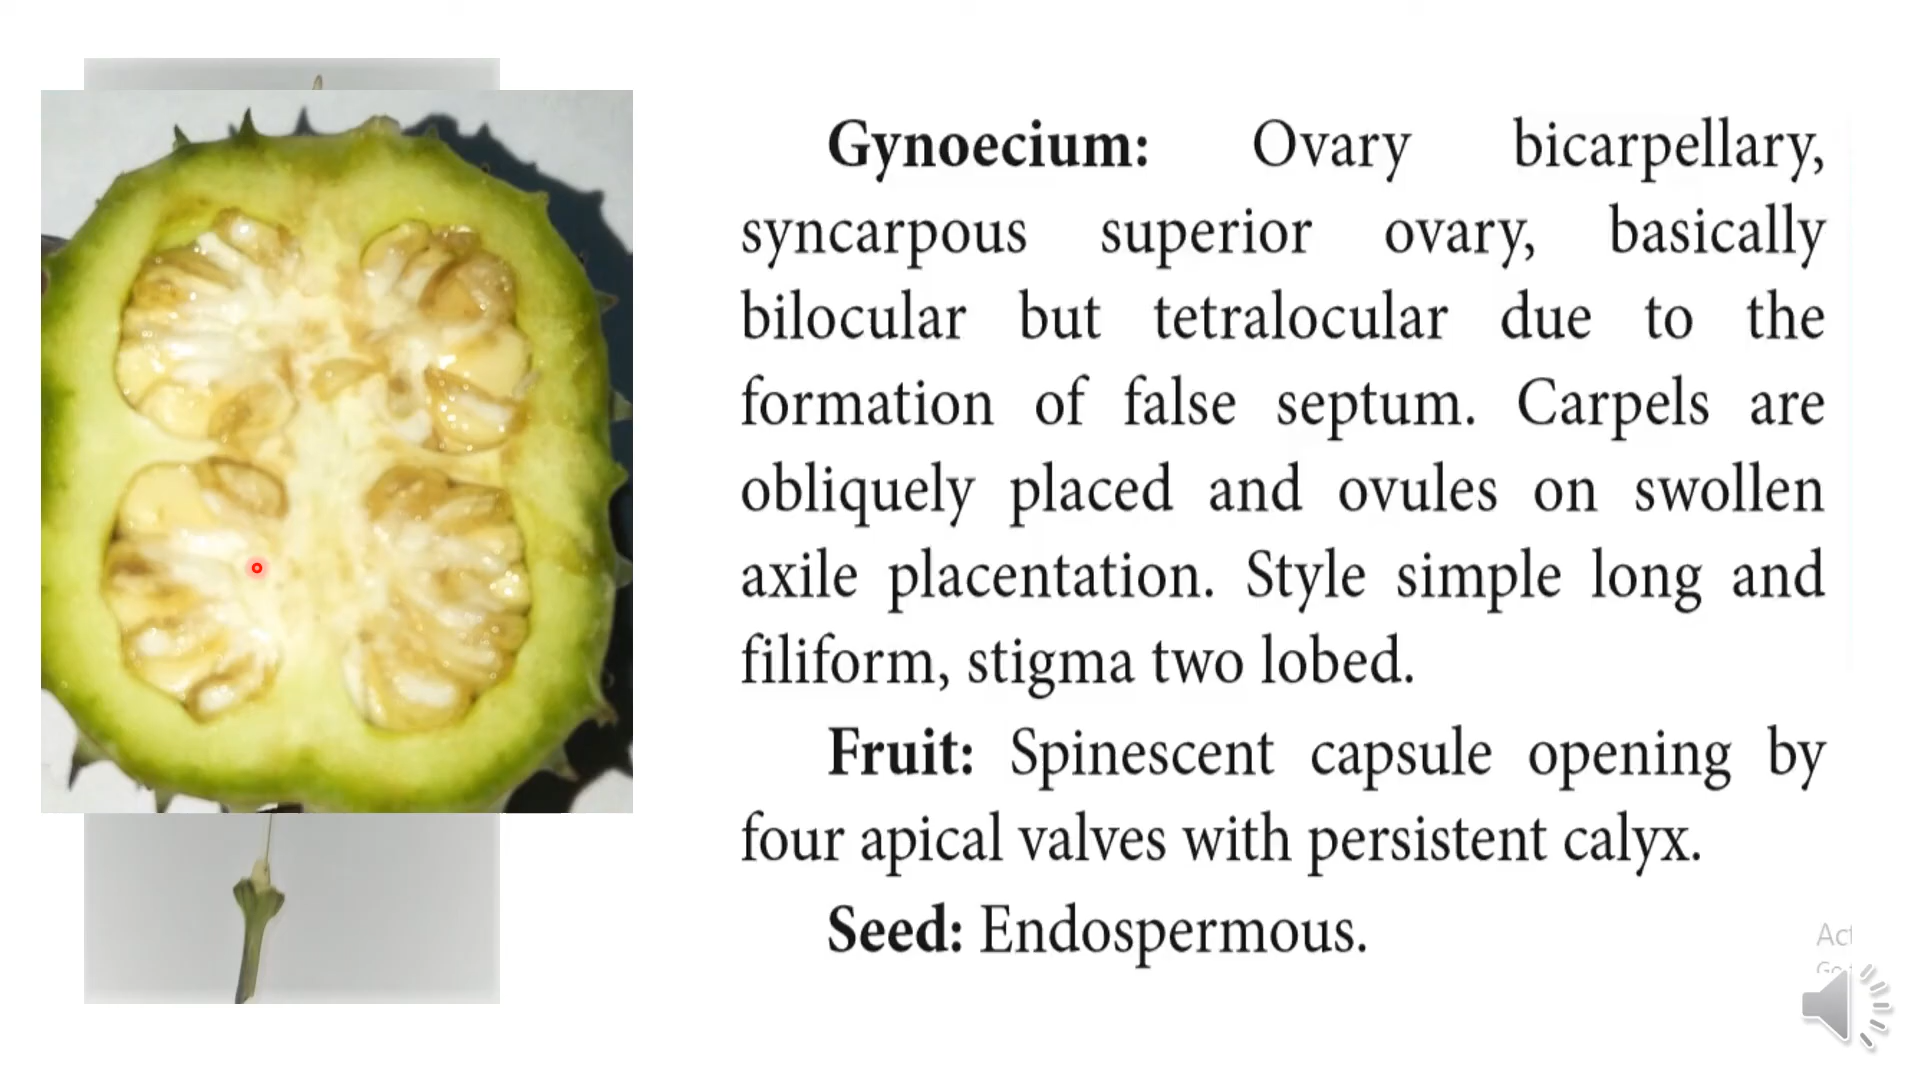 Gynoecium: Ovary bicarpellary,
syncarpous superior ovary, basically
bilocular but tetralocular due to the
formation of false septum. Carpels are
obliquely placed and ovules on swollen
axile placentation. Style simple long and
filiform, stigma two lobed.
Fruit: Spinescent capsule opening by
four apical valves with persistent calyx.
Seed: Endospermous.